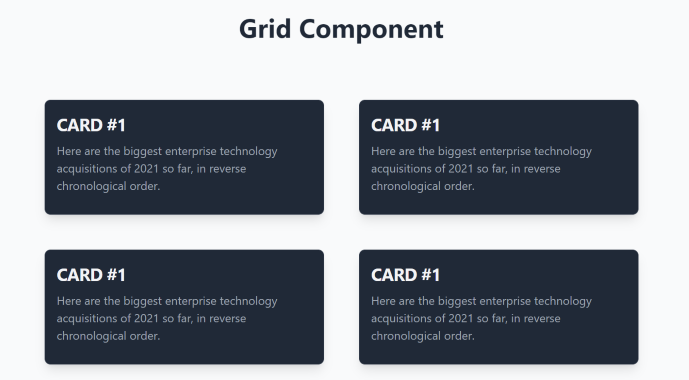 Grid Component
CARD #1
Here are the biggest enterprise technology
acquisitions of 2021 so far, in reverse
chronological order.
CARD #1
Here are the biggest enterprise technology
acquisitions of 2021 so far, in reverse
chronological order.
CARD #1
Here are the biggest enterprise technology
acquisitions of 2021 so far, in reverse
chronological order.
CARD #1
Here are the biggest enterprise technology
acquisitions of 2021 so far, in reverse
chronological order.